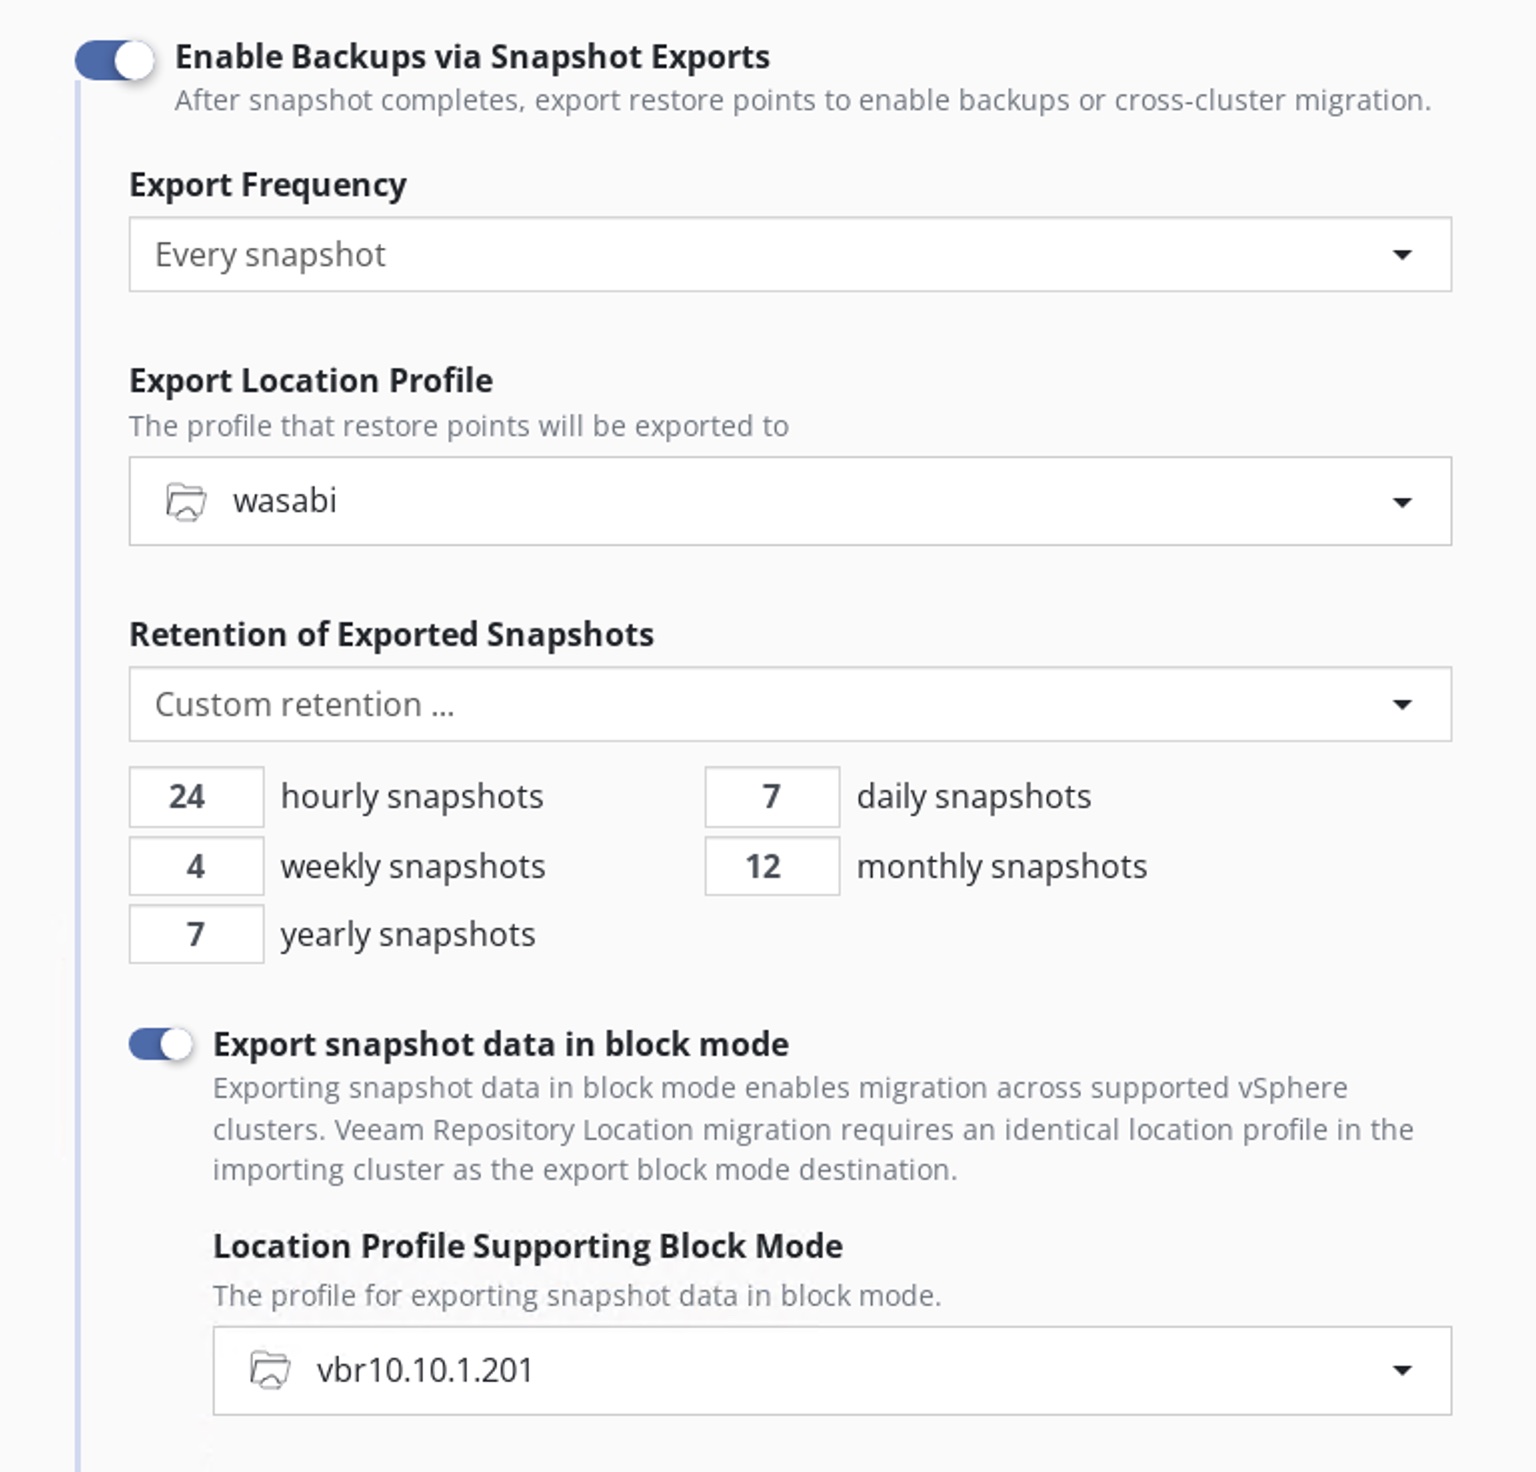 Enable Backups via Snapshot Exports
After snapshot completes, export restore points to enable backups or cross-cluster migration.
Export Frequency
Every snapshot
Export Location Profile
The profile that restore points will be exported to
wasabi
Retention of Exported Snapshots
Custom retention ...
24 hourly snapshots 7 daily snapshots
4 weekly snapshots 12 monthly snapshots
7 yearly snapshots
Export snapshot data in block mode
Exporting snapshot data in block mode enables migration across supported vSphere
clusters. Veeam Repository Location migration requires an identical location profile in the
importing cluster as the export block mode destination.
Location Profile Supporting Block Mode
The profile for exporting snapshot data in block mode.
vbr10.10.1.201